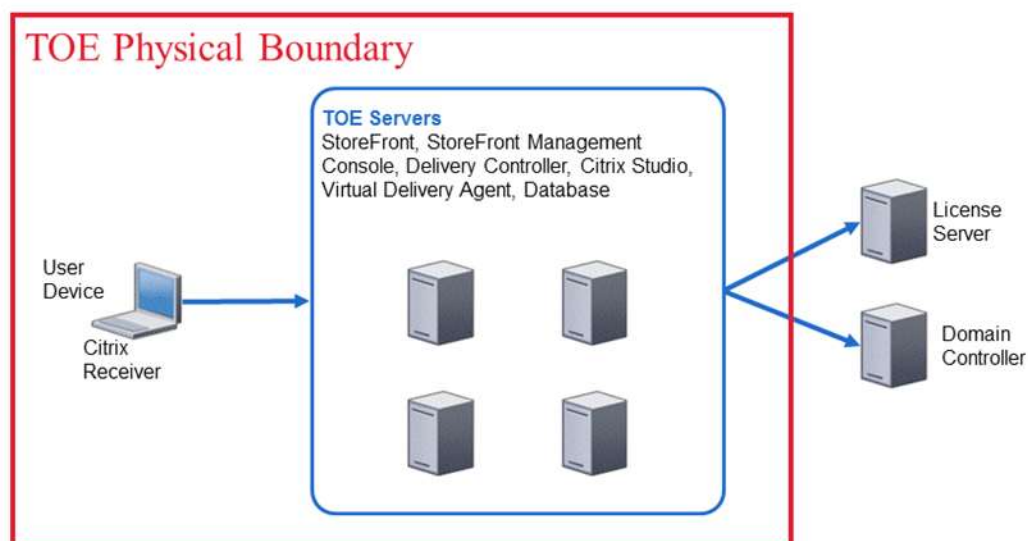 TOE Physical Boundary
TOE Servers
StoreFront, StoreFront Management
Console, Delivery Controller, Citrix Studio,
Virtual Delivery Agent, Database
User
Device
Citrix
Receiver
License
Server
Domain
Controller